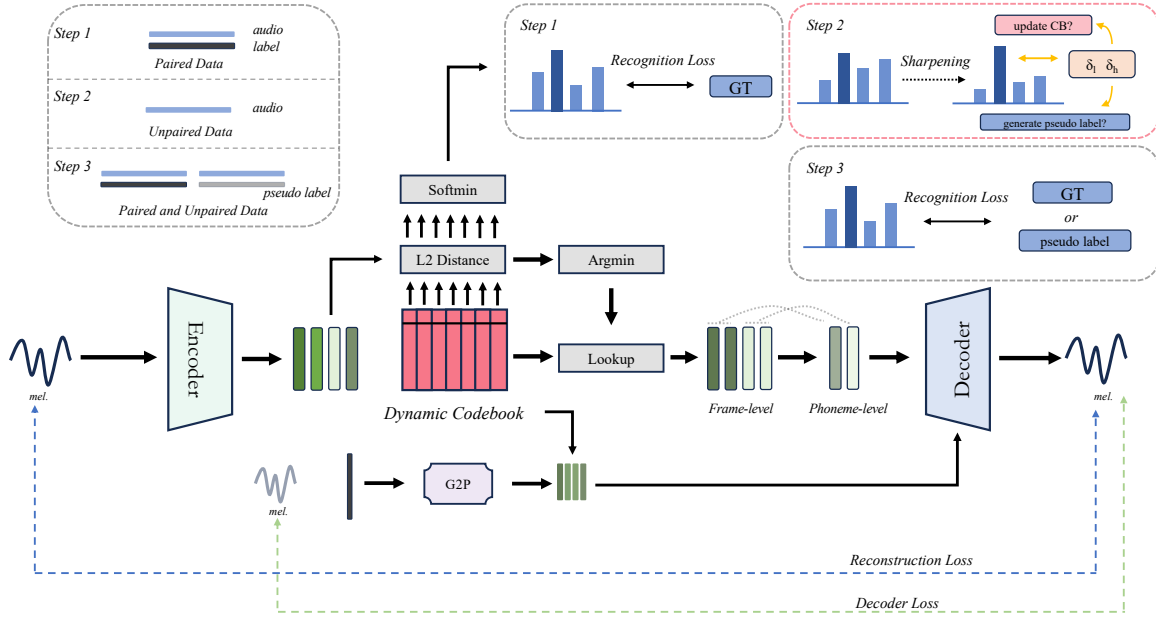 Step 1
audio
label
Paired Data
Step 2
audio
Unpaired Data
Step 3
pseudo label
Paired and Unpaired Data
Step 1
Recognition Loss
GT
Step 2
update CB?
Sharpening
δl δh
generate pseudo label?
Step 3
Recognition Loss
GT
or
pseudo label
Softmin
L2 Distance
Argmin
Encoder
Lookup
Decoder
mel.
Dynamic Codebook
Frame-level
Phoneme-level
mel.
G2P
mel.
Reconstruction Loss
Decoder Loss